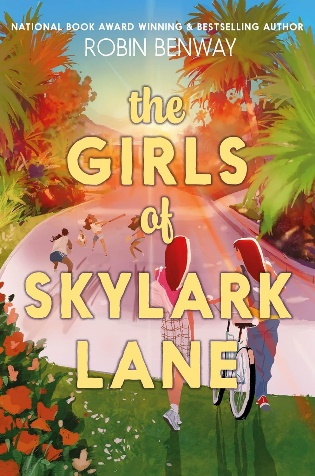 NATIONAL BOOK AWARD WINNING & BESTSELLING AUTHOR
ROBIN BENWAY
the
GIRLS
of
SKYLARK
LANE